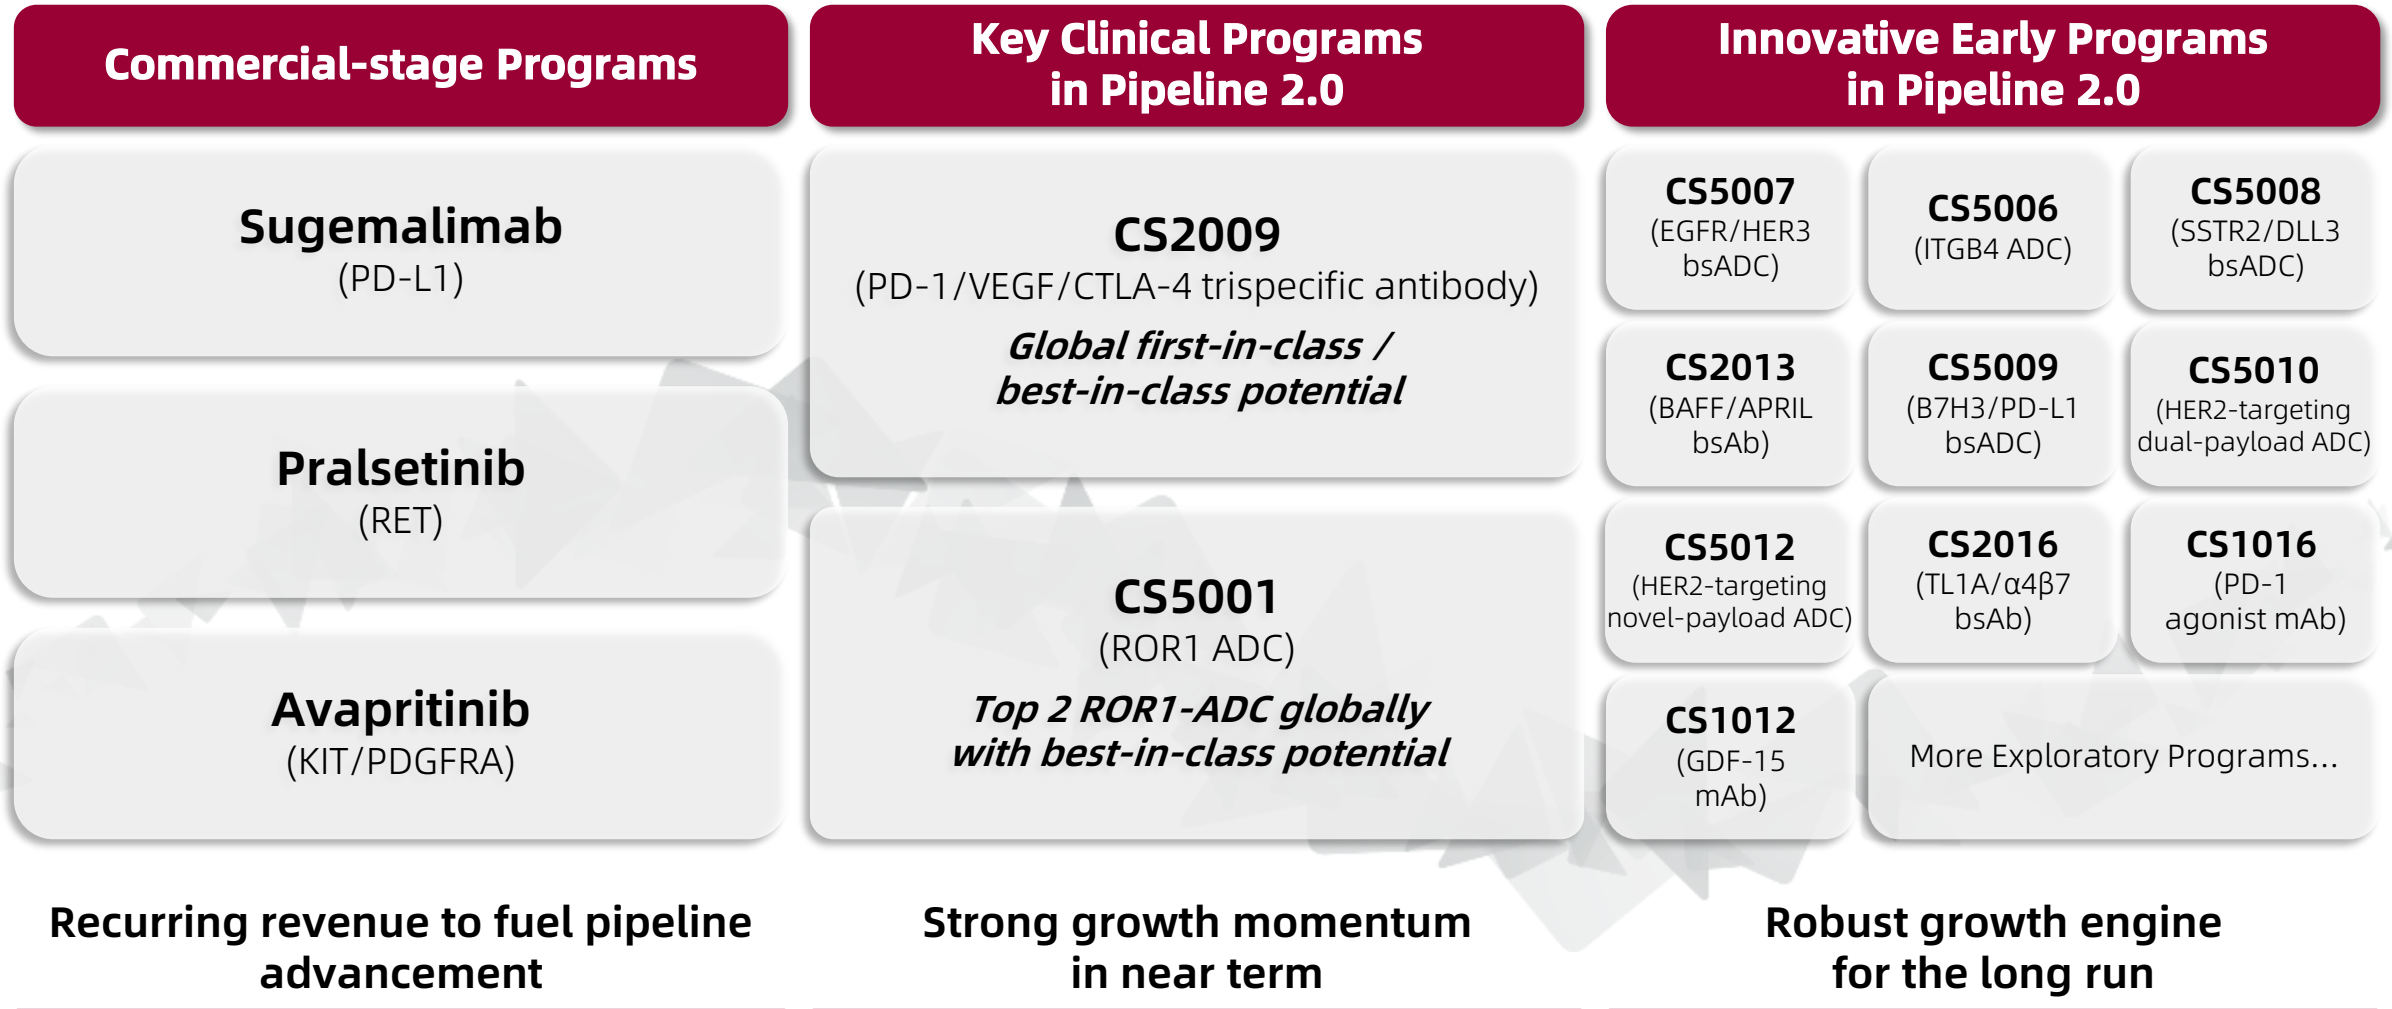 Commercial-stage Programs
Sugemalimab
(PD-L1)
Pralsetinib
(RET)
Avapritinib
(KIT/PDGFRA)
Recurring revenue to fuel pipeline
advancement
Key Clinical Programs
in Pipeline 2.0
CS2009
(PD-1/VEGF/CTLA-4 trispecific antibody)
Global first-in-class /
best-in-class potential
CS5001
(ROR1 ADC)
Top 2 ROR1-ADC globally
with best-in-class potential
Strong growth momentum
in near term
Innovative Early Programs
in Pipeline 2.0
CS5007
(EGFR/HER3
bsADC)
CS5006
(ITGB4 ADC)
CS5008
(SSTR2/DLL3
bsADC)
CS2013
(BAFF/APRIL
bsAb)
CS5009
(B7H3/PD-L1
bsADC)
CS5010
(HER2-targeting
dual-payload ADC)
CS5012
(HER2-targeting
novel-payload ADC)
CS2016
(TL1A/α4β7
bsAb)
CS1016
(PD-1
agonist mAb)
CS1012
(GDF-15
mAb)
More Exploratory Programs...
Robust growth engine
for the long run